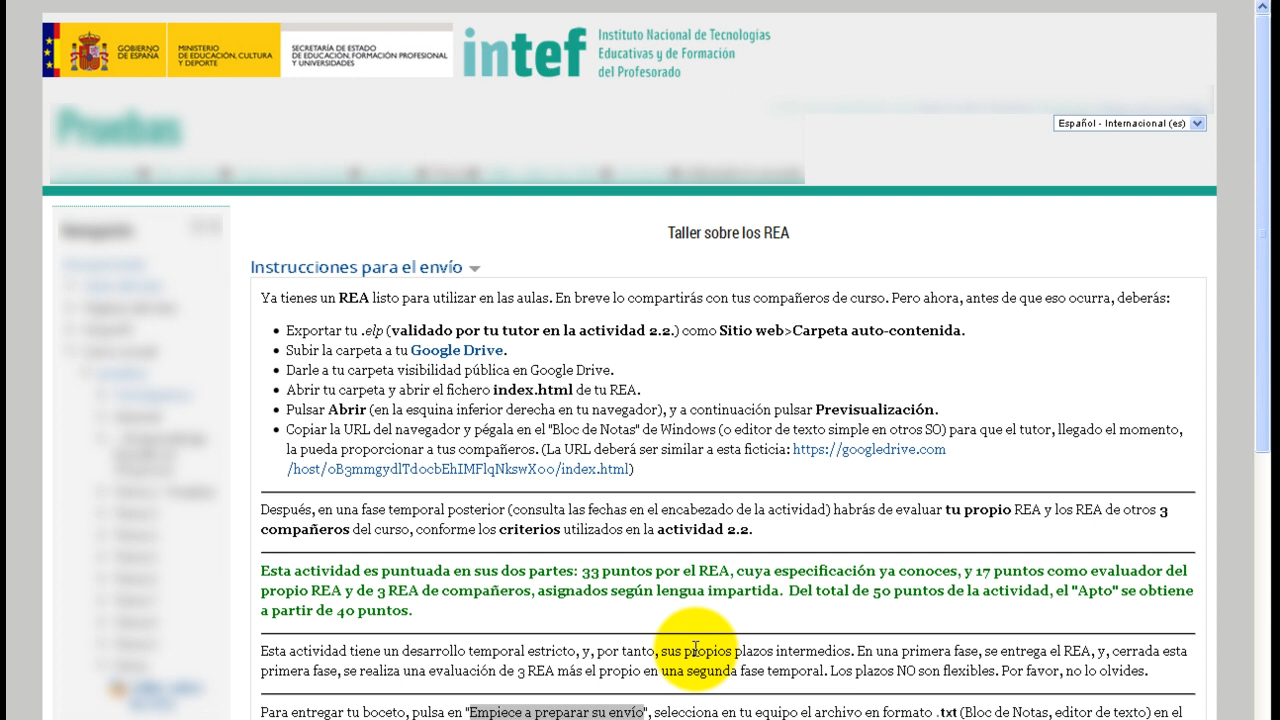 GOBIERNO
DE ESPAÑA
MINISTERIO
DE EDUCACIÓN, CULTURA
Y DEPORTE
SECRETARÍA DE ESTADO
DE EDUCACIÓN, FORMACIÓN PROFESIONAL
Y UNIVERSIDADES
intef
Instituto Nacional de Tecnologías
Educativas y de Formación
del Profesorado
Pruebas
Español - Internacional (es)
Navegación
Taller sobre los REA
Instrucciones para el envío
Ya tienes un REA listo para utilizar en las aulas. En breve lo compartirás con tus compañeros de curso. Pero ahora, antes de que eso ocurra, deberás:
• Exportar tu .elp (validado por tu tutor en la actividad 2.2.) como Sitio web>Carpeta auto-contenida.
• Subir la carpeta a tu Google Drive.
• Darle a tu carpeta visibilidad pública en Google Drive.
• Abrir tu carpeta y abrir el fichero index.html de tu REA.
• Pulsar Abrir (en la esquina inferior derecha en tu navegador), y a continuación pulsar Previsualización.
• Copiar la URL del navegador y pégala en el "Bloc de Notas" de Windows (o editor de texto simple en otros SO) para que el tutor, llegado el momento,
la pueda proporcionar a tus compañeros. (La URL deberá ser similar a esta ficticia: https://googledrive.com
/host/0B3mmgydlTdocbEhIMFlqNkswX00/index.html)
Después, en una fase temporal posterior (consulta las fechas en el encabezado de la actividad) habrás de evaluar tu propio REA y los REA de otros 3
compañeros del curso, conforme los criterios utilizados en la actividad 2.2.
Esta actividad es puntuada en sus dos partes: 33 puntos por el REA, cuya especificación ya conoces, y 17 puntos como evaluador del
propio REA y de 3 REA de compañeros, asignados según lengua impartida. Del total de 50 puntos de la actividad, el "Apto" se obtiene
a partir de 40 puntos.
Esta actividad tiene un desarrollo temporal estricto, y, por tanto, sus propios plazos intermedios. En una primera fase, se entrega el REA, y, cerrada esta
primera fase, se realiza una evaluación de 3 REA más el propio en una segunda fase temporal. Los plazos NO son flexibles. Por favor, no lo olvides.
Para entregar tu boceto, pulsa en "Empiece a preparar su envío", selecciona en tu equipo el archivo en formato .txt (Bloc de Notas, editor de texto) en el